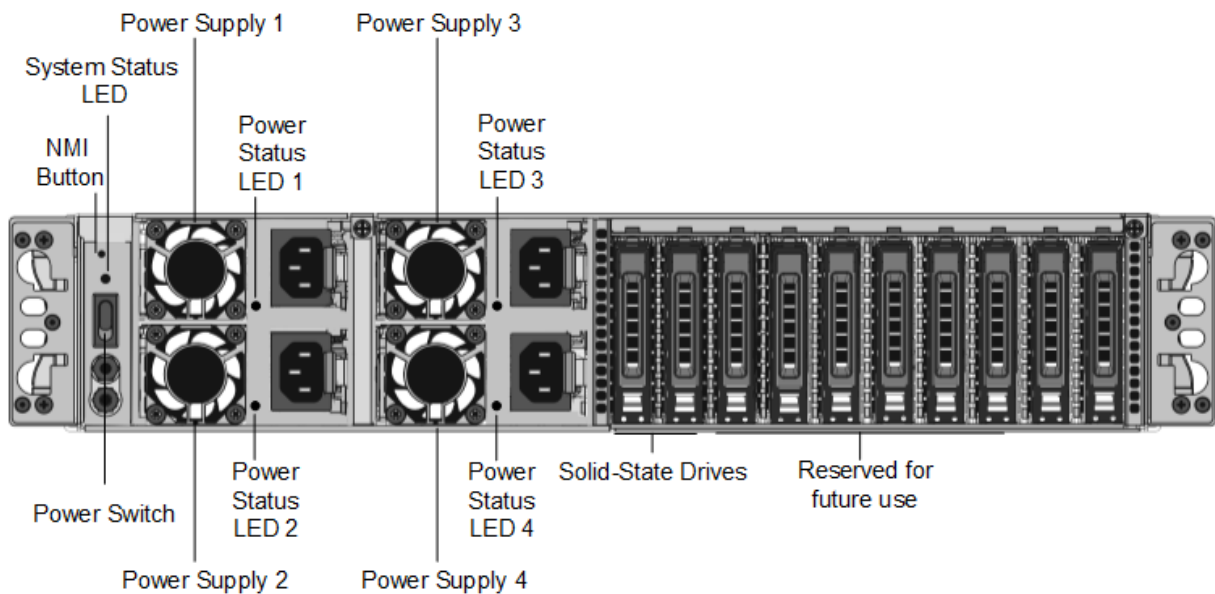 Power Supply 1
Power Supply 3
System Status
LED
Power
Status
LED 1
Power
Status
LED 3
NMI
Button
Solid-State Drives
Reserved for
future use
Power
Status
LED 2
Power
Status
LED 4
Power Switch
Power Supply 2
Power Supply 4